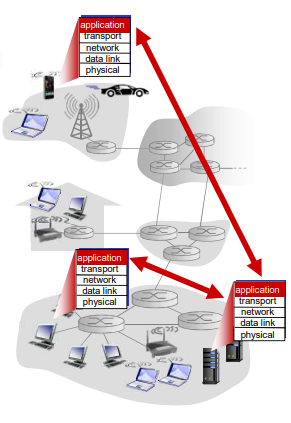 application
transport
network
data link
physical
application
transport
network
data link
physical
application
transport
network
data link
physical